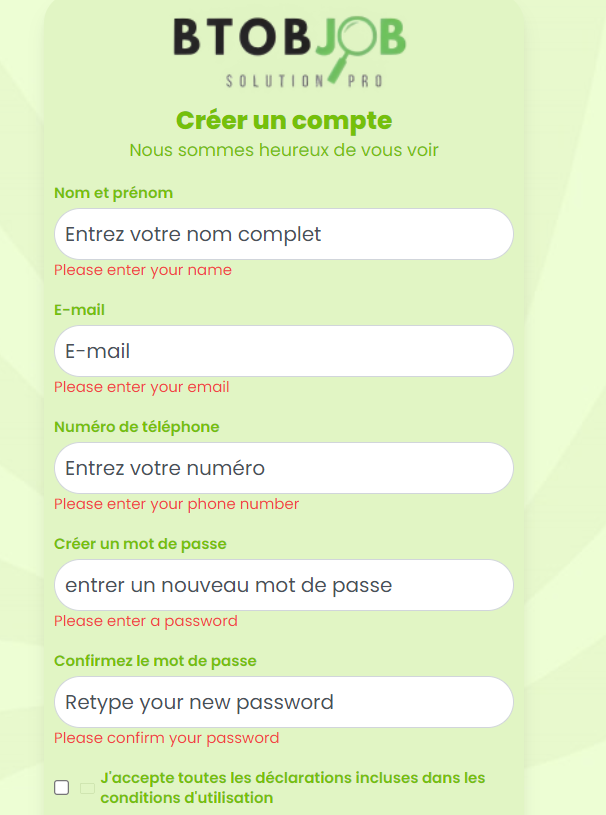 BTOBJOB
SOLUTION PRO
Créer un compte
Nous sommes heureux de vous voir
Nom et prénom
Entrez votre nom complet
Please enter your name
E-mail
E-mail
Please enter your email
Numéro de téléphone
Entrez votre numéro
Please enter your phone number
Créer un mot de passe
entrer un nouveau mot de passe
Please enter a password
Confirmez le mot de passe
Retype your new password
Please confirm your password
J'accepte toutes les déclarations incluses dans les
conditions d'utilisation